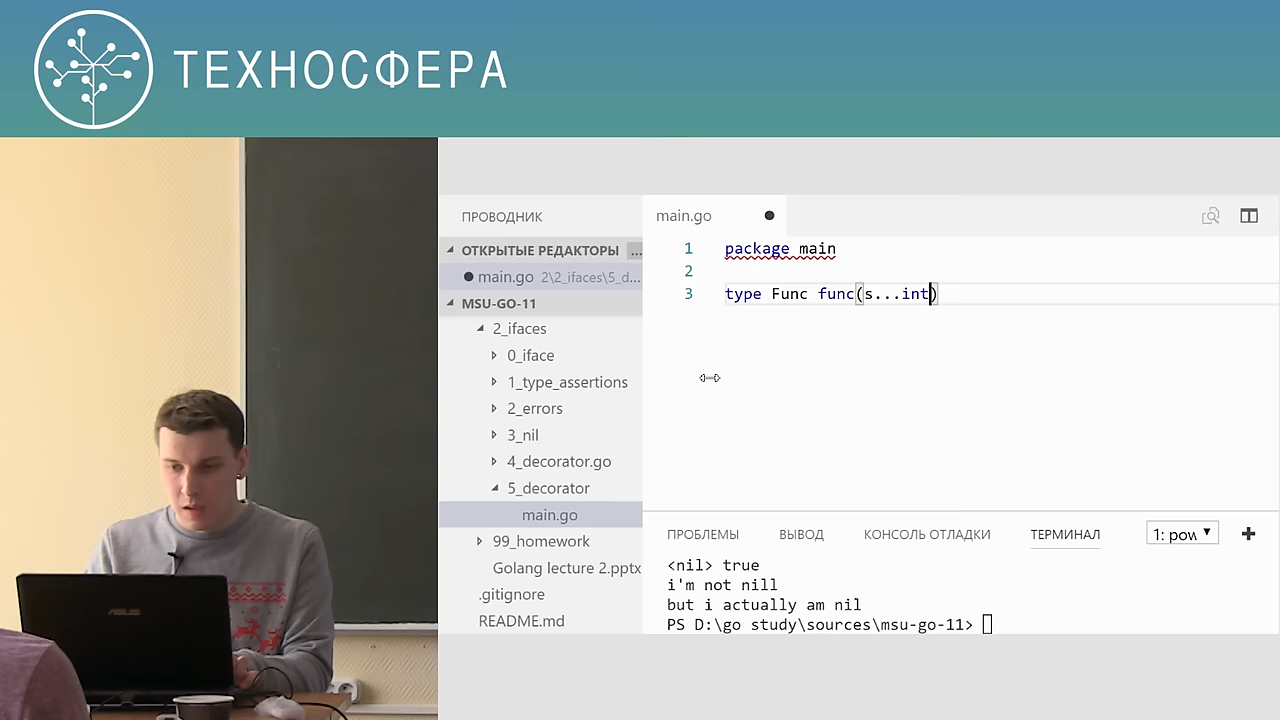 ТЕХНОСФЕРА
ПРОВОДНИК
ОТКРЫТЫЕ РЕДАКТОРЫ ...
main.go 2\2_ifaces\5_d...
MSU-GO-11
2_ifaces
0_iface
1_type_assertions
2_errors
3_nil
4_decorator.go
5_decorator
main.go
99_homework
Golang lecture 2.pptx
.gitignore
README.md
main.go
1 package main
2
3 type Func func(s...int)
ПРОБЛЕМЫ ВЫВОД КОНСОЛЬ ОТЛАДКИ ТЕРМИНАЛ 1: pow
<nil> true
i'm not nill
but i actually am nil
PS D:\go study\sources\msu-go-11>
ASUS